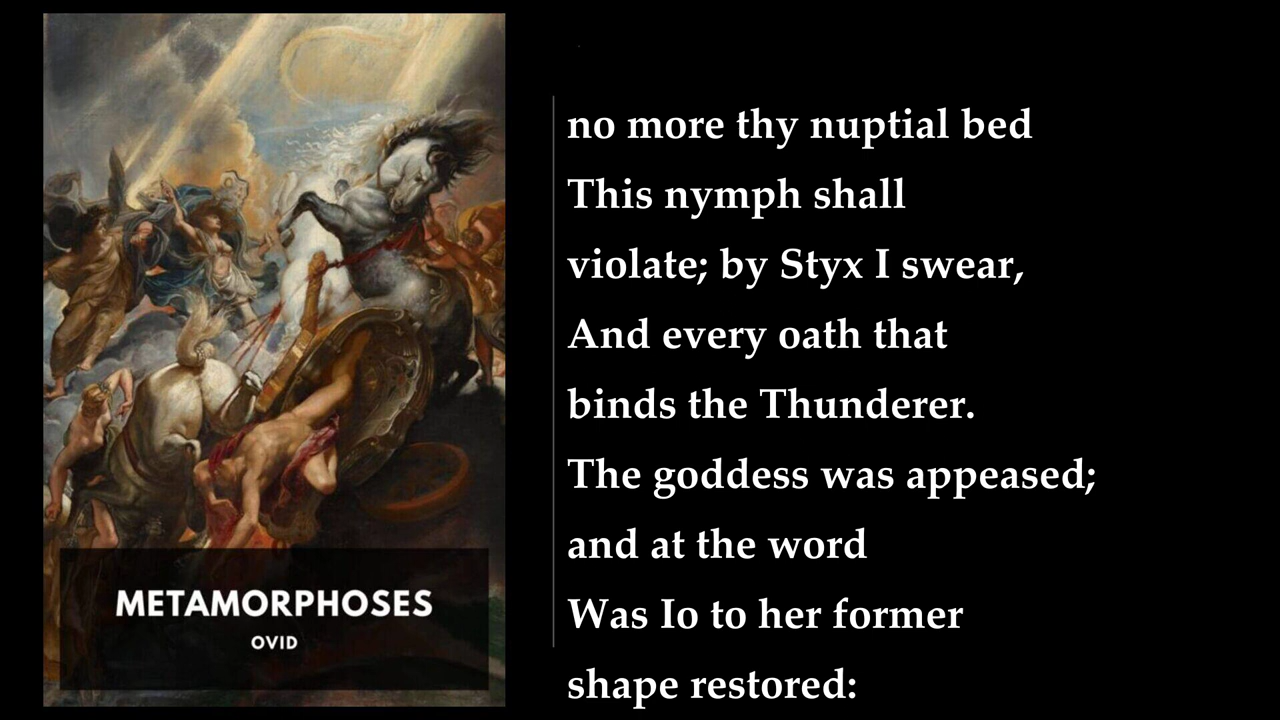 METAMORPHOSES
OVID
no more thy nuptial bed
This nymph shall
violate; by Styx I swear,
And every oath that
binds the Thunderer.
The goddess was appeased;
and at the word
Was Io to her former
shape restored: